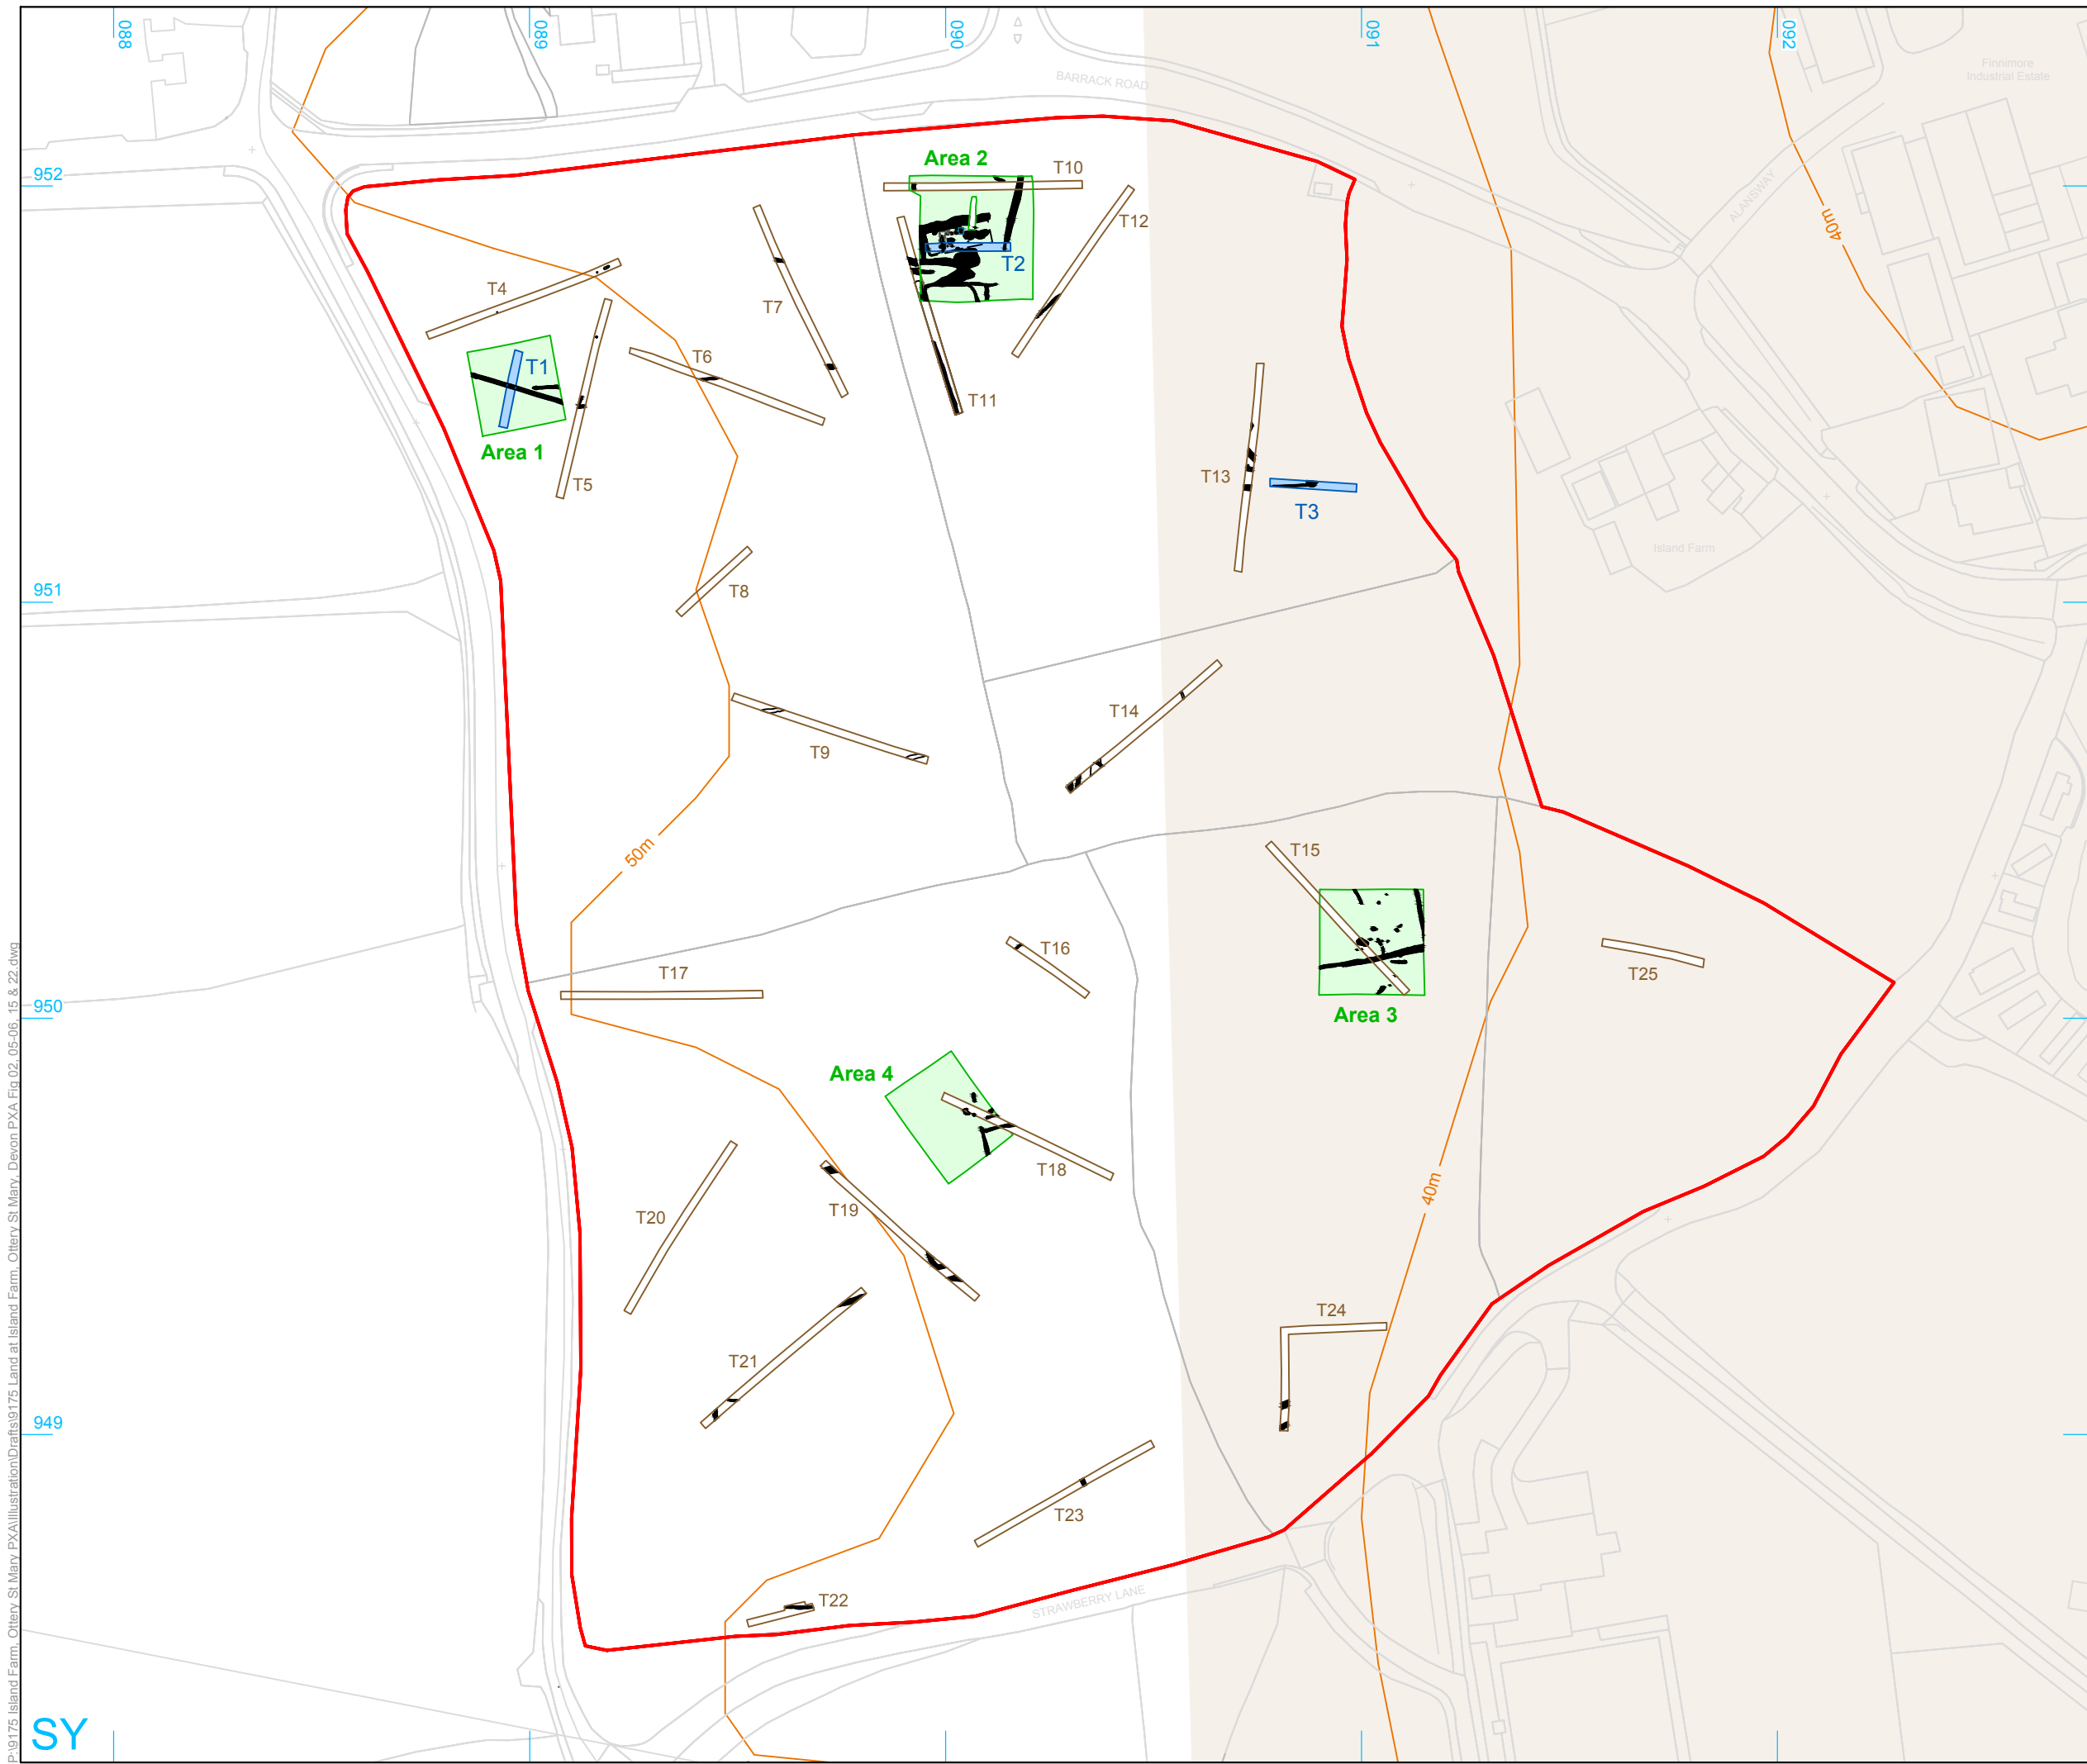 088
089
090
091
092
Finnimore
Industrial Estate
BARRACK ROAD
Area 2
T10
952
ALANSWAY
T12
40m
T2
T4
T7
T6
T1
T11
Area 1
T5
T13
T3
Island Farm
T8
951
T14
T9
50m
T15
T16
T17
T25
950
Area 3
Area 4
T18
40m
T19
T20
T24
T21
949
T23
T22
STRAWBERRY LANE
SY
P:\9175 Island Farm, Ottery St Mary PXA\Illustration\Drafts\9175 Land at Island Farm, Ottery St Mary, Devon PXA Fig 02, 05-06, 15 & 22.dwg